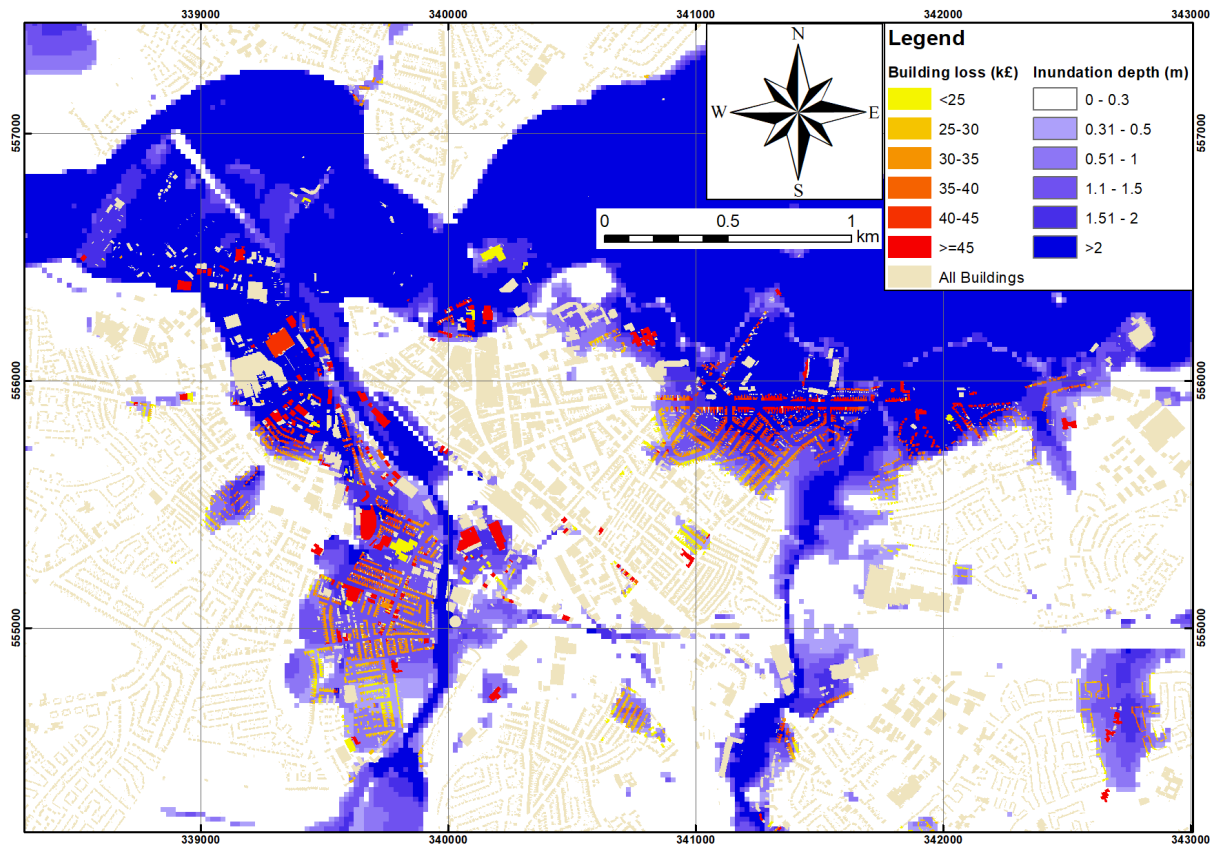 339000 340000 341000 342000 343000
N
W E
S
0 0.5 1
km
Legend
Building loss (k£) Inundation depth (m)
<25 0 - 0.3
25-30 0.31 - 0.5
30-35 0.51 - 1
35-40 1.1 - 1.5
40-45 1.51 - 2
>=45 >2
All Buildings
557000 557000
556000 556000
555000 555000
339000 340000 341000 342000 343000